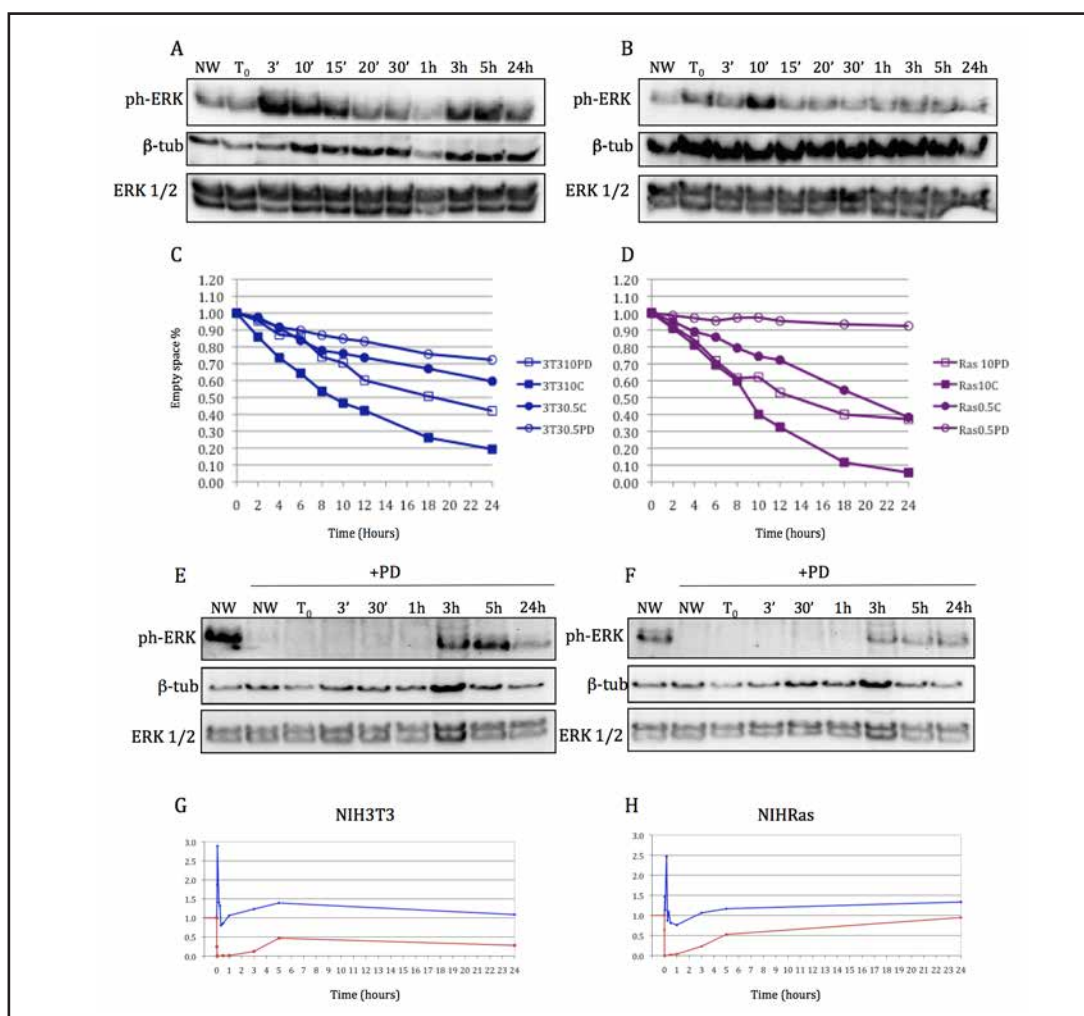 A
NW T0 3' 10' 15' 20' 30' 1h 3h 5h 24h
ph-ERK
β-tub
ERK 1/2
B
NW T0 3' 10' 15' 20' 30' 1h 3h 5h 24h
ph-ERK
β-tub
ERK 1/2
C
Empty space %
1.20
1.10
1.00
0.90
0.80
0.70
0.60
0.50
0.40
0.30
0.20
0.10
0.00
0 2 4 6 8 10 12 14 16 18 20 22 24
Time (Hours)
3T310PD
3T310C
3T30.5C
3T30.5PD
D
1.20
1.10
1.00
0.90
0.80
0.70
0.60
0.50
0.40
0.30
0.20
0.10
0.00
0 2 4 6 8 10 12 14 16 18 20 22 24
Time (hours)
Ras 10PD
Ras10C
Ras0.5C
Ras0.5PD
E
+PD
NW NW T0 3' 30' 1h 3h 5h 24h
ph-ERK
β-tub
ERK 1/2
F
+PD
NW NW T0 3' 30' 1h 3h 5h 24h
ph-ERK
β-tub
ERK 1/2
G
NIH3T3
3.0
2.5
2.0
1.5
1.0
0.5
0.0
0 1 2 3 4 5 6 7 8 9 10 11 12 13 14 15 16 17 18 19 20 21 22 23 24
Time (hours)
H
NIHRas
3.0
2.5
2.0
1.5
1.0
0.5
0.0
0 1 2 3 4 5 6 7 8 9 10 11 12 13 14 15 16 17 18 19 20 21 22 23 24
Time (hours)